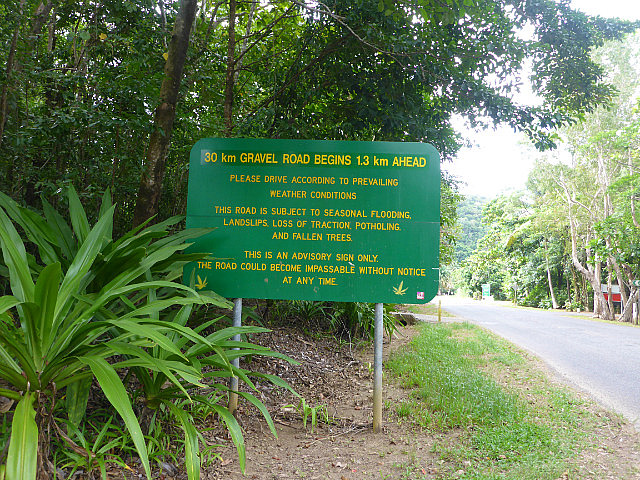 30 km GRAVEL ROAD BEGINS 1.3 km AHEAD
PLEASE DRIVE ACCORDING TO PREVAILING
WEATHER CONDITIONS
THIS ROAD IS SUBJECT TO SEASONAL FLOODING,
LANDSLIPS, LOSS OF TRACTION, POTHOLING,
AND FALLEN TREES.
THIS IS AN ADVISORY SIGN ONLY.
THE ROAD COULD BECOME IMPASSABLE WITHOUT NOTICE
AT ANY TIME.